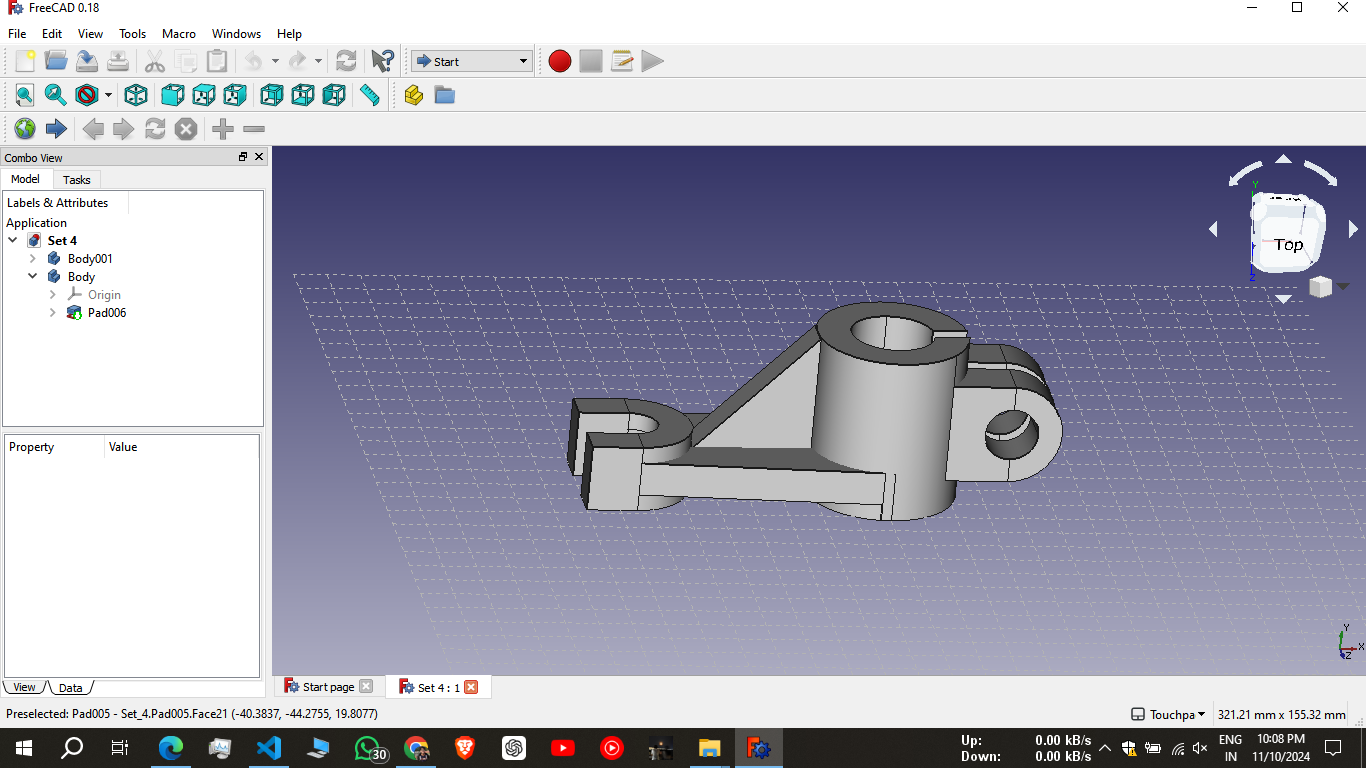 FreeCAD 0.18
File Edit View Tools Macro Windows Help
Start
Combo View
Model Tasks
Labels & Attributes
Application
Set 4
Body001
Body
Origin
Pad006
Property Value
View Data
Y
Top
Z
Y
X
Z
Start page
Set 4 : 1
Preselected: Pad005 - Set_4.Pad005.Face21 (-40.3837, -44.2755, 19.8077)
Touchpa
321.21 mm x 155.32 mm
30
Up: 0.00 kB/s
Down: 0.00 kB/s
ENG
IN
10:08 PM
11/10/2024